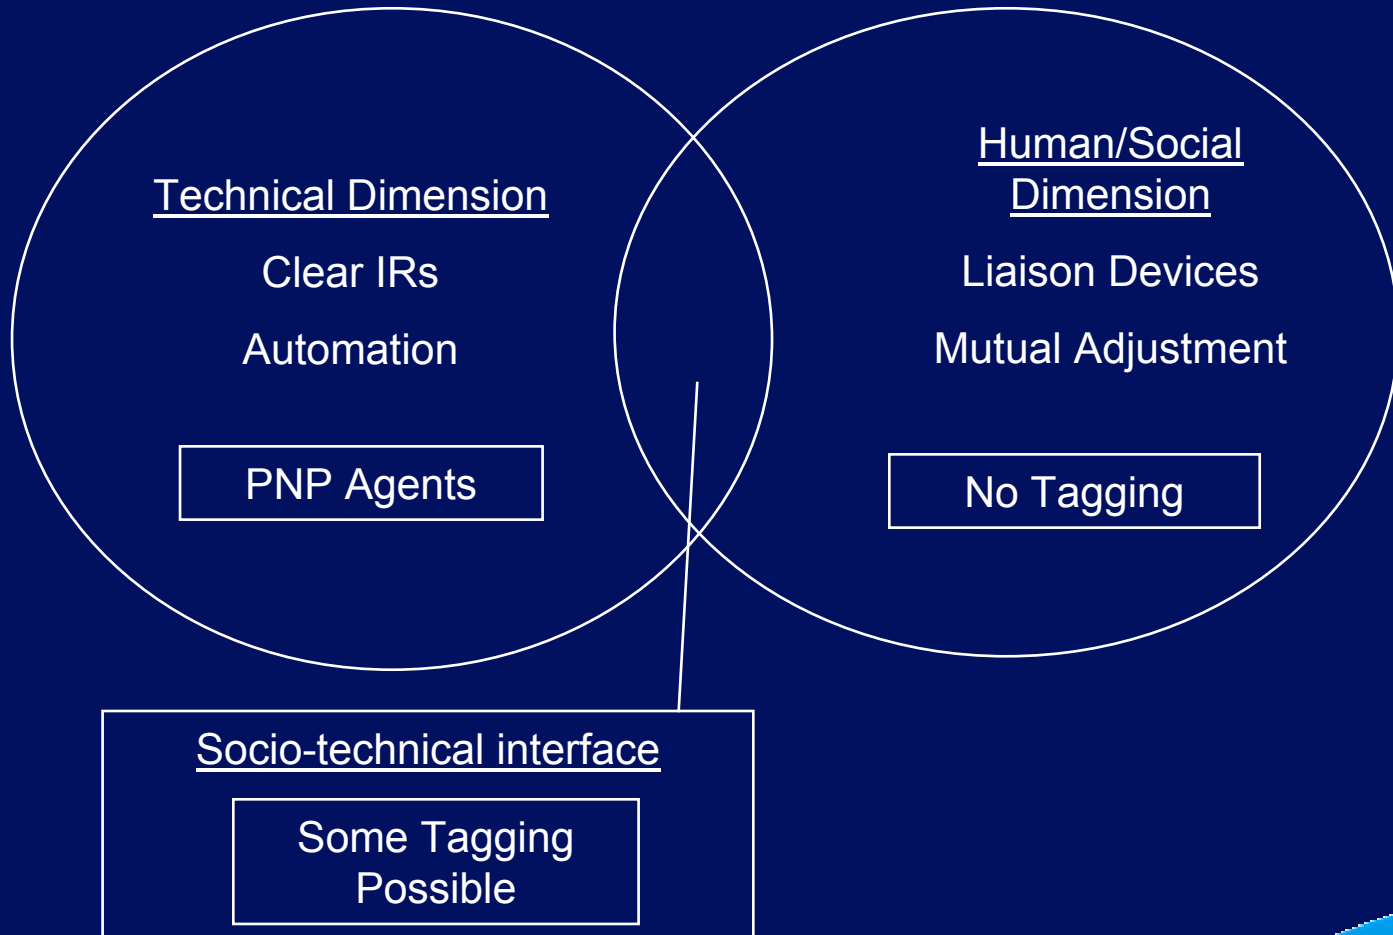 Technical Dimension
Clear IRs
Automation
PNP Agents
Human/Social
Dimension
Liaison Devices
Mutual Adjustment
No Tagging
Socio-technical interface
Some Tagging
Possible